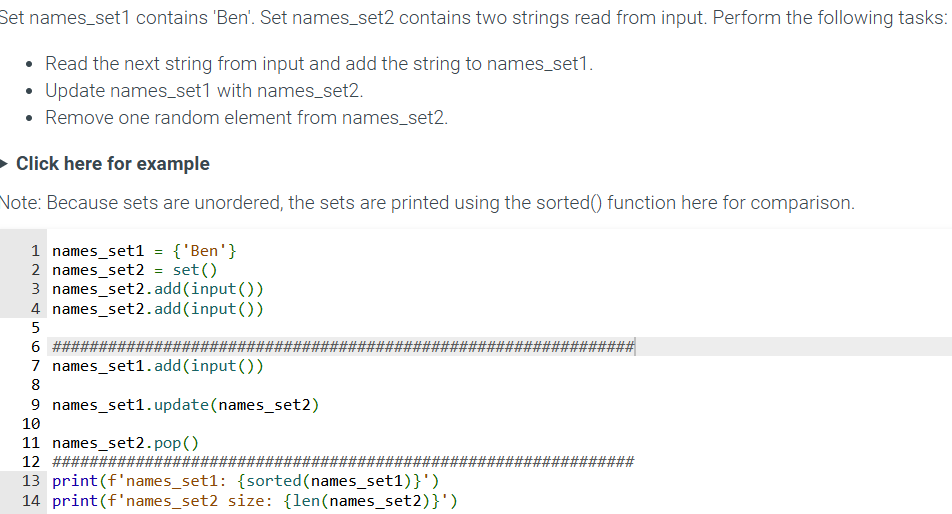 Set names_set1 contains 'Ben'. Set names_set2 contains two strings read from input. Perform the following tasks:
• Read the next string from input and add the string to names_set1.
• Update names_set1 with names_set2.
• Remove one random element from names_set2.
▸ Click here for example
Note: Because sets are unordered, the sets are printed using the sorted() function here for comparison.
1 names_set1 = {'Ben'}
2 names_set2 = set()
3 names_set2.add(input())
4 names_set2.add(input())
5
6 ###############################################################
7 names_set1.add(input())
8
9 names_set1.update(names_set2)
10
11 names_set2.pop()
12 ###############################################################
13 print(f'names_set1: {sorted(names_set1)}')
14 print(f'names_set2 size: {len(names_set2)}')